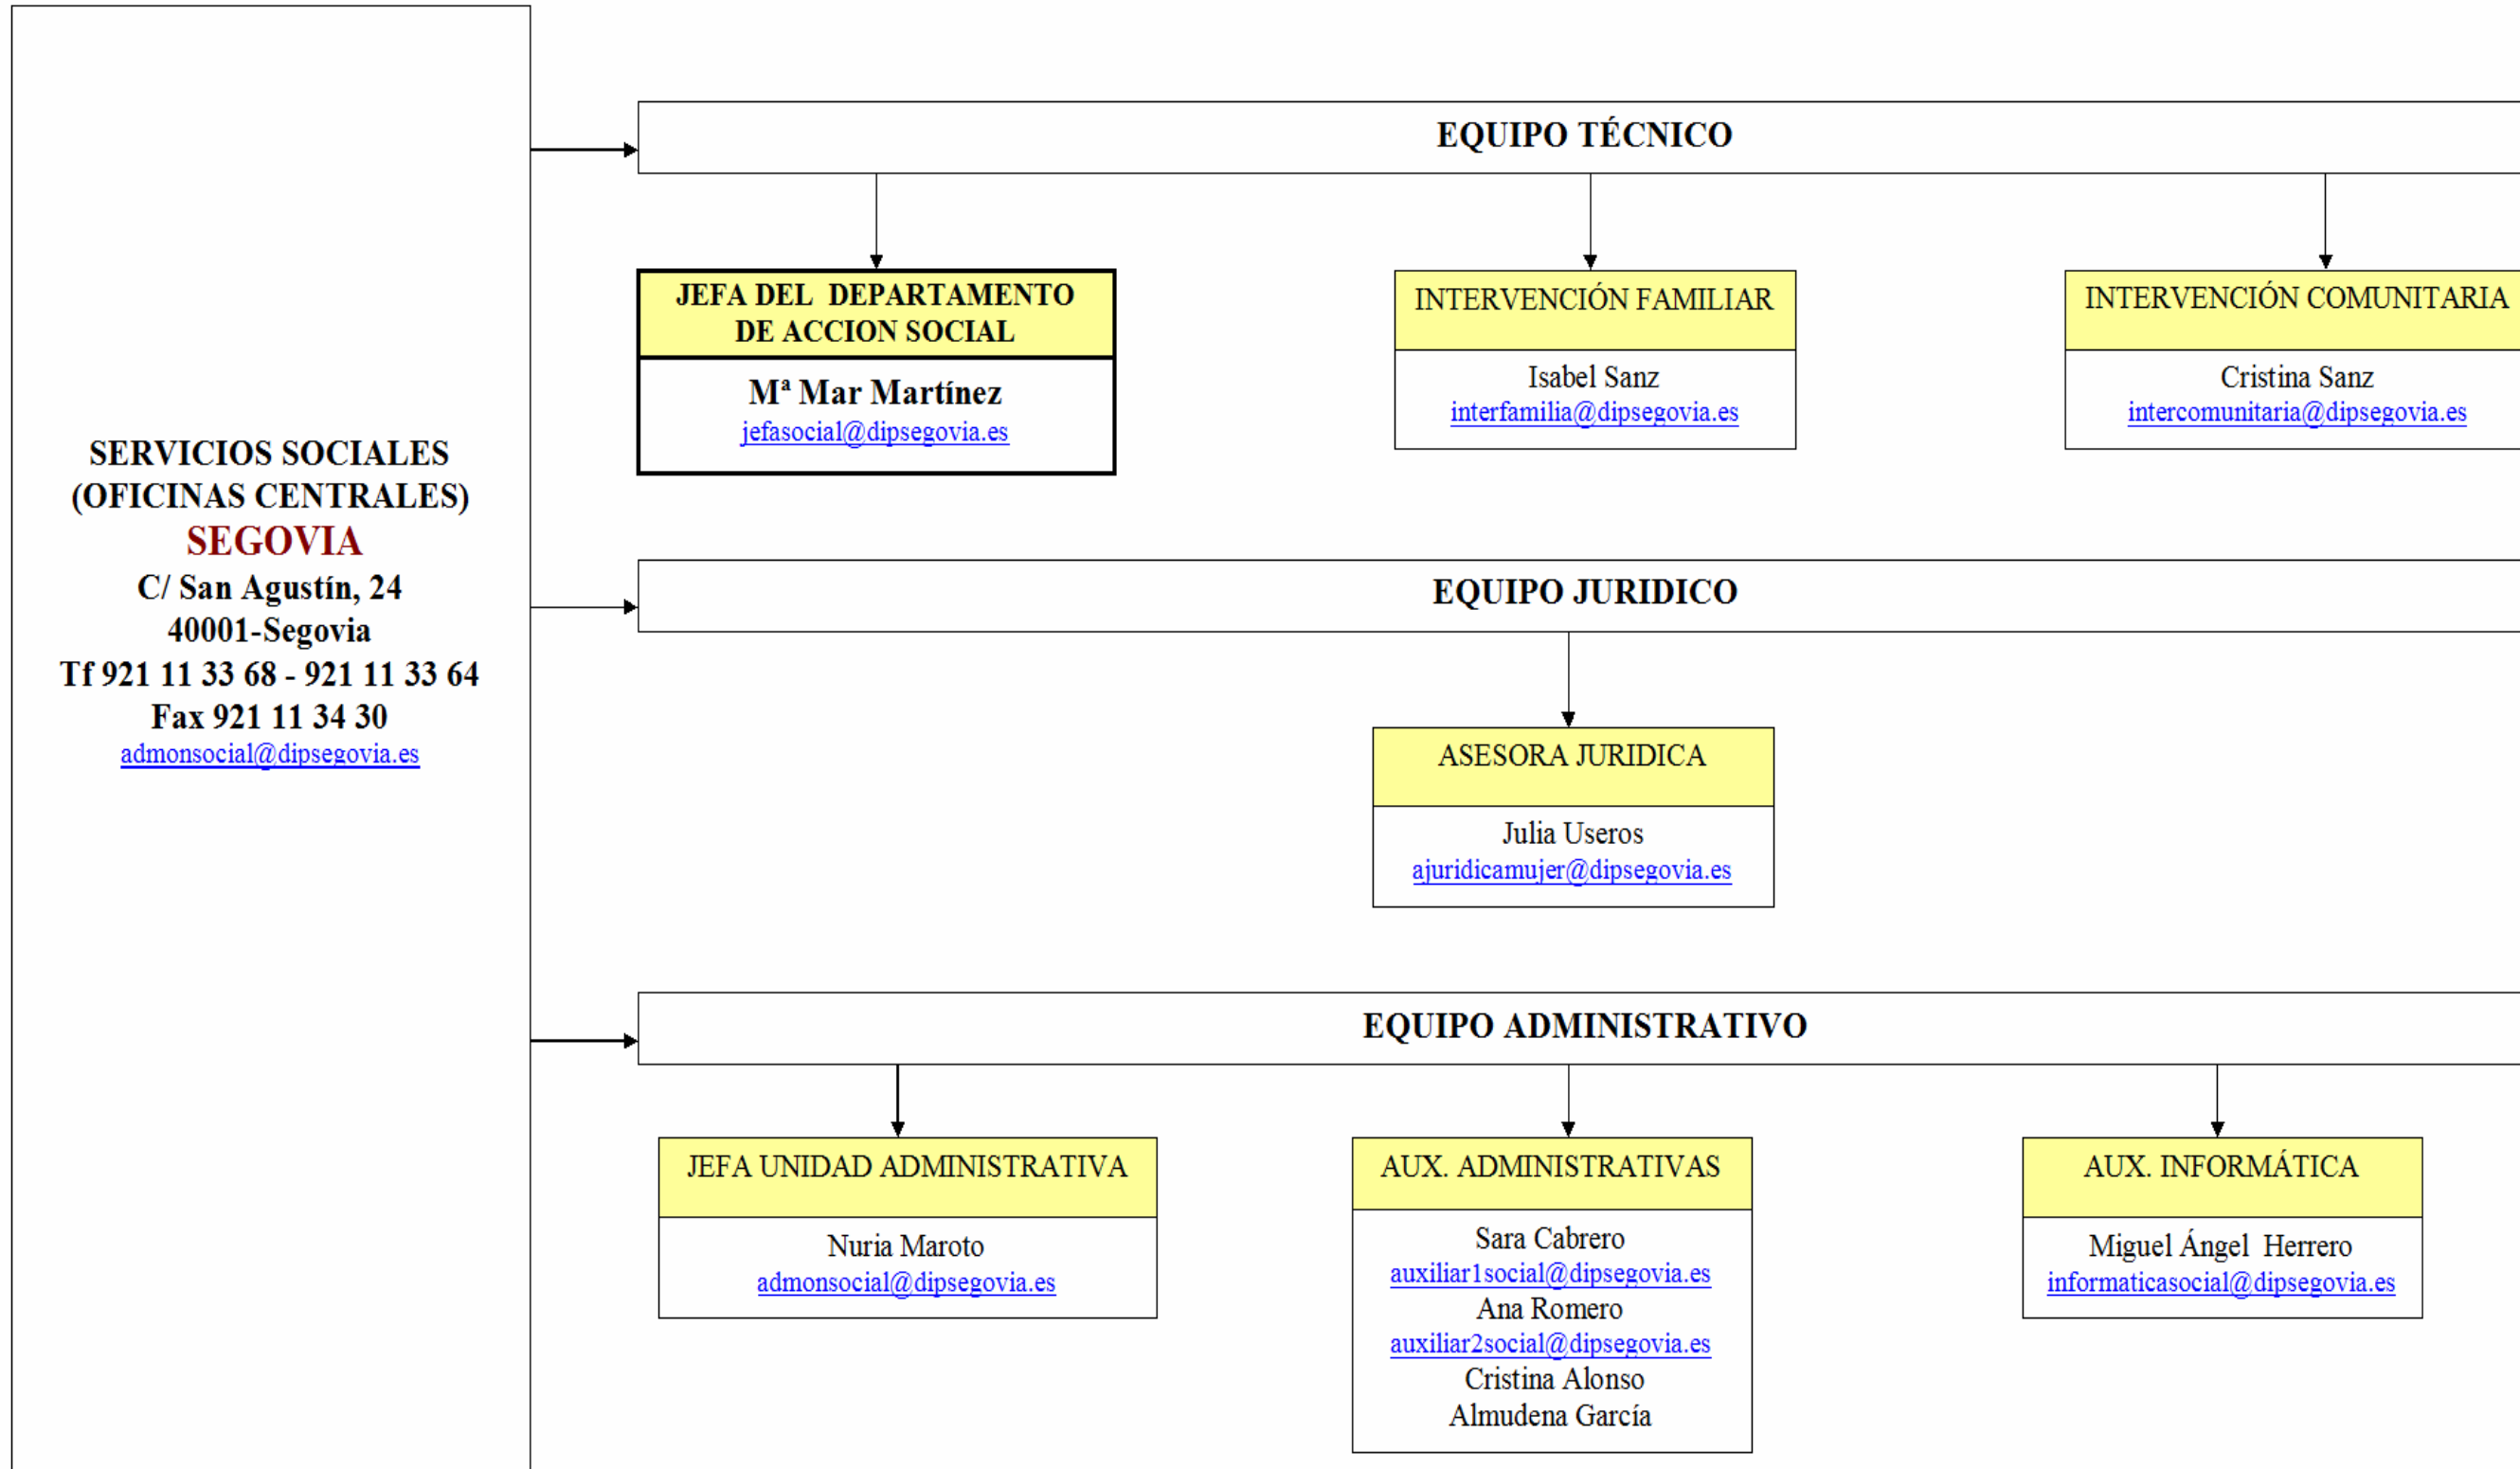 SERVICIOS SOCIALES
(OFICINAS CENTRALES)
SEGOVIA
C/ San Agustín, 24
40001-Segovia
Tf 921 11 33 68 - 921 11 33 64
Fax 921 11 34 30
admonsocial@dipsegovia.es
EQUIPO TÉCNICO
JEFA DEL DEPARTAMENTO
DE ACCION SOCIAL
Mª Mar Martínez
jefasocial@dipsegovia.es
INTERVENCIÓN FAMILIAR
Isabel Sanz
interfamilia@dipsegovia.es
INTERVENCIÓN COMUNITARIA
Cristina Sanz
intercomunitaria@dipsegovia.es
EQUIPO JURIDICO
ASESORA JURIDICA
Julia Useros
ajuridicamujer@dipsegovia.es
EQUIPO ADMINISTRATIVO
JEFA UNIDAD ADMINISTRATIVA
Nuria Maroto
admonsocial@dipsegovia.es
AUX. ADMINISTRATIVAS
Sara Cabrero
auxiliar1social@dipsegovia.es
Ana Romero
auxiliar2social@dipsegovia.es
Cristina Alonso
Almudena García
AUX. INFORMÁTICA
Miguel Ángel Herrero
informaticasocial@dipsegovia.es